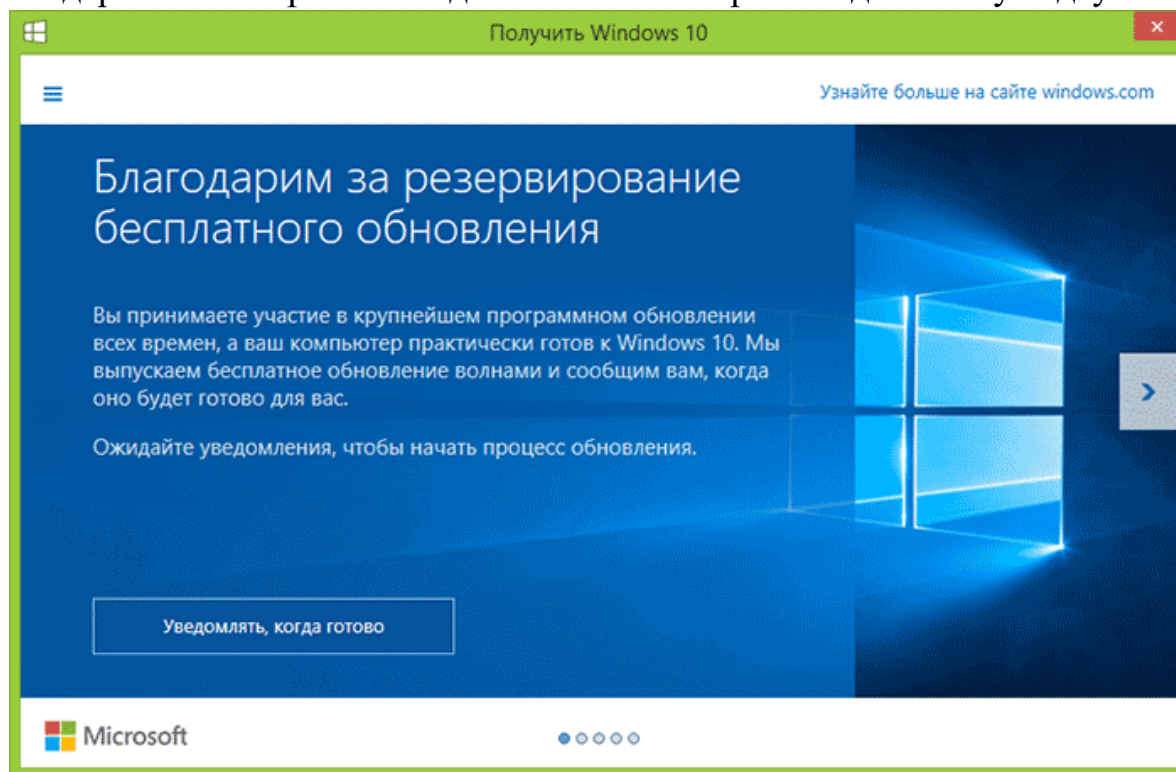 Получить Windows 10
Узнайте больше на сайте windows.com
Благодарим за резервирование
бесплатного обновления
Вы принимаете участие в крупнейшем программном обновлении
всех времен, а ваш компьютер практически готов к Windows 10. Мы
выпускаем бесплатное обновление волнами и сообщим вам, когда
оно будет готово для вас.
Ожидайте уведомления, чтобы начать процесс обновления.
Уведомлять, когда готово
Microsoft